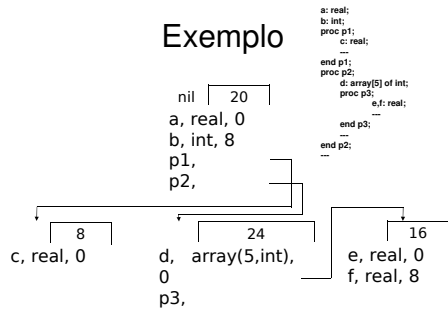 Exemplo
a: real;
b: int;
proc p1;
c: real;
---
end p1;
proc p2;
d: array[5] of int;
proc p3;
e,f: real;
---
end p3;
---
end p2;
---
nil 20
a, real, 0
b, int, 8
p1,
p2,
8
c, real, 0
24
d, array(5,int),
0
p3,
16
e, real, 0
f, real, 8